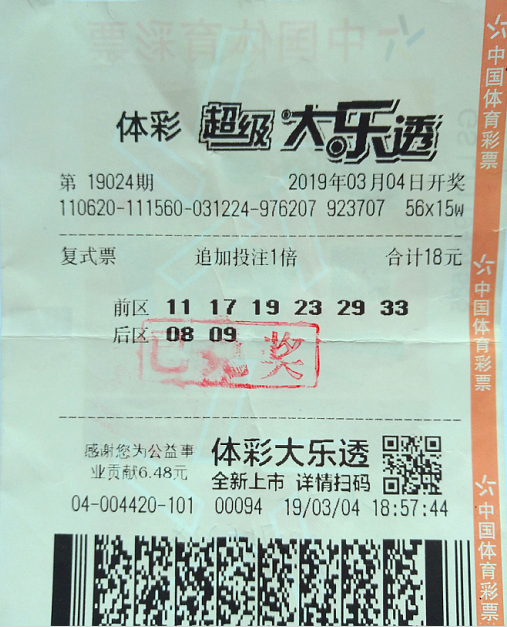 体彩 超级大乐透
第 19024期 2019年03月04日开奖
110620-111560-031224-976207 923707 56x15w
复式票 追加投注1倍 合计18元
前区 11 17 19 23 29 33
后区 08 09
已兑奖
感谢您为公益事
业贡献6.48元
体彩大乐透
全新上市 详情扫码
04-004420-101 00094 19/03/04 18:57:44
中国体育彩票
中国体育彩票
中国体育彩票
中国体育彩票